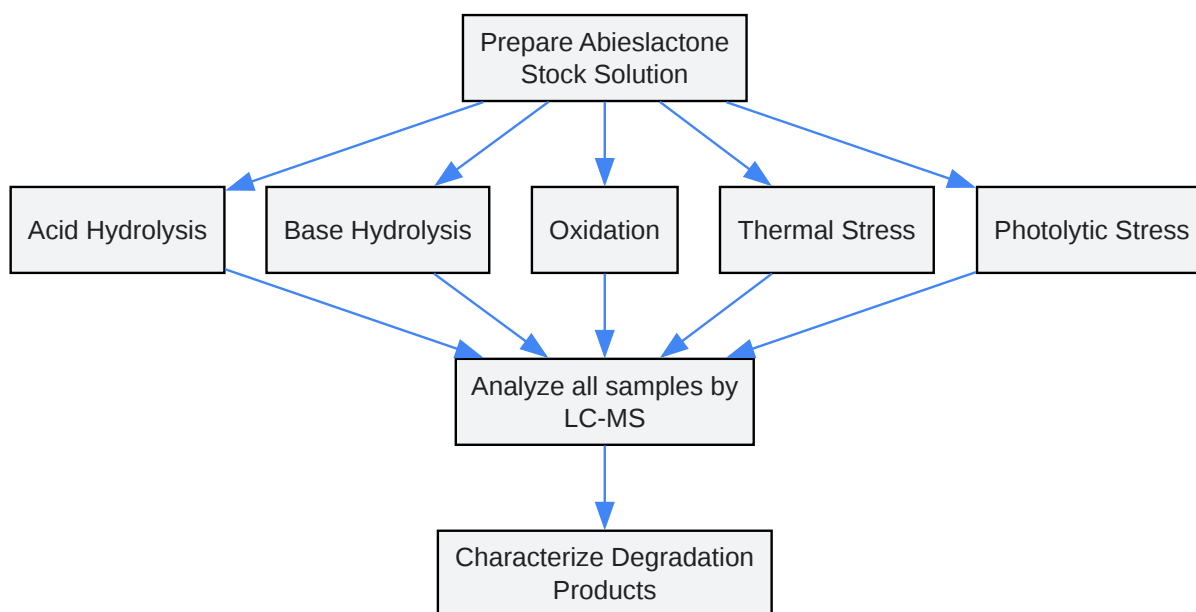 Prepare Abieslactone
Stock Solution
Acid Hydrolysis
Base Hydrolysis
Oxidation
Thermal Stress
Photolytic Stress
Analyze all samples by
LC-MS
Characterize Degradation
Products